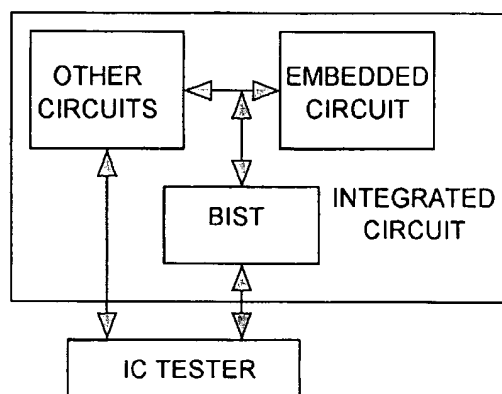 OTHER
CIRCUITS
EMBEDDED
CIRCUIT
BIST
INTEGRATED
CIRCUIT
IC TESTER